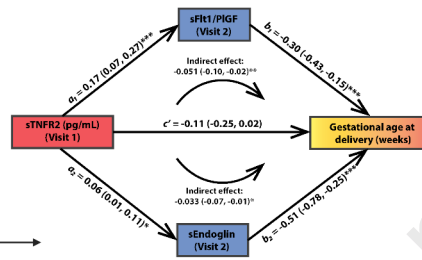 sFlt1/PlGF
(Visit 2)
a₁ = 0.17 (0.07, 0.27)***
b₁ = -0.30 (-0.43, -0.15)***
Indirect effect:
-0.051 (-0.10, -0.02)**
sTNFR2 (pg/mL)
(Visit 1)
c' = -0.11 (-0.25, 0.02)
Gestational age at
delivery (weeks)
Indirect effect:
-0.033 (-0.07, -0.01)*
a₂ = 0.06 (0.01, 0.11)*
b₂ = -0.51 (-0.78, -0.25)***
sEndoglin
(Visit 2)